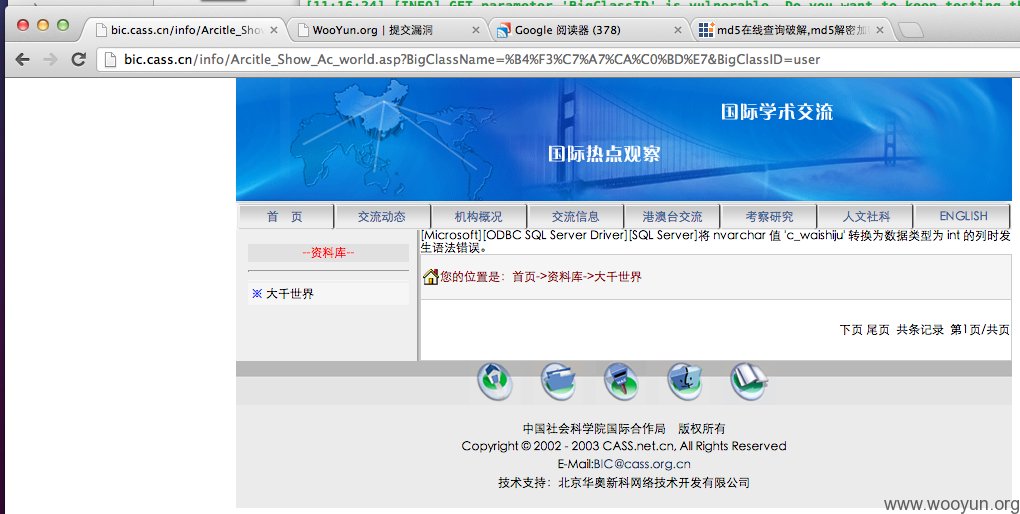 [11:16:24] [INFO] GET parameter 'BigClassID' is vulnerable. Do you want to keep testing th
bic.cass.cn/info/Arcitle_Sho
WooYun.org | 提交漏洞
Google 阅读器 (378)
md5在线查询破解,md5解密加
bic.cass.cn/info/Arcitle_Show_Ac_world.asp?BigClassName=%B4%F3%C7%A7%CA%C0%BD%E7&BigClassID=user
国际学术交流
国际热点观察
首 页 交流动态 机构概况 交流信息 港澳台交流 考察研究 人文社科 ENGLISH
--资料库--
※ 大千世界
[Microsoft][ODBC SQL Server Driver][SQL Server]将 nvarchar 值 'c_waishiju' 转换为数据类型为 int 的列时发
生语法错误。
您的位置是：首页->资料库->大千世界
下页 尾页 共条记录 第1页/共页
中国社会科学院国际合作局 版权所有
Copyright © 2002 - 2003 CASS.net.cn, All Rights Reserved
E-Mail:BIC@cass.org.cn
技术支持：北京华奥新科网络技术开发有限公司
www.wooyun.org